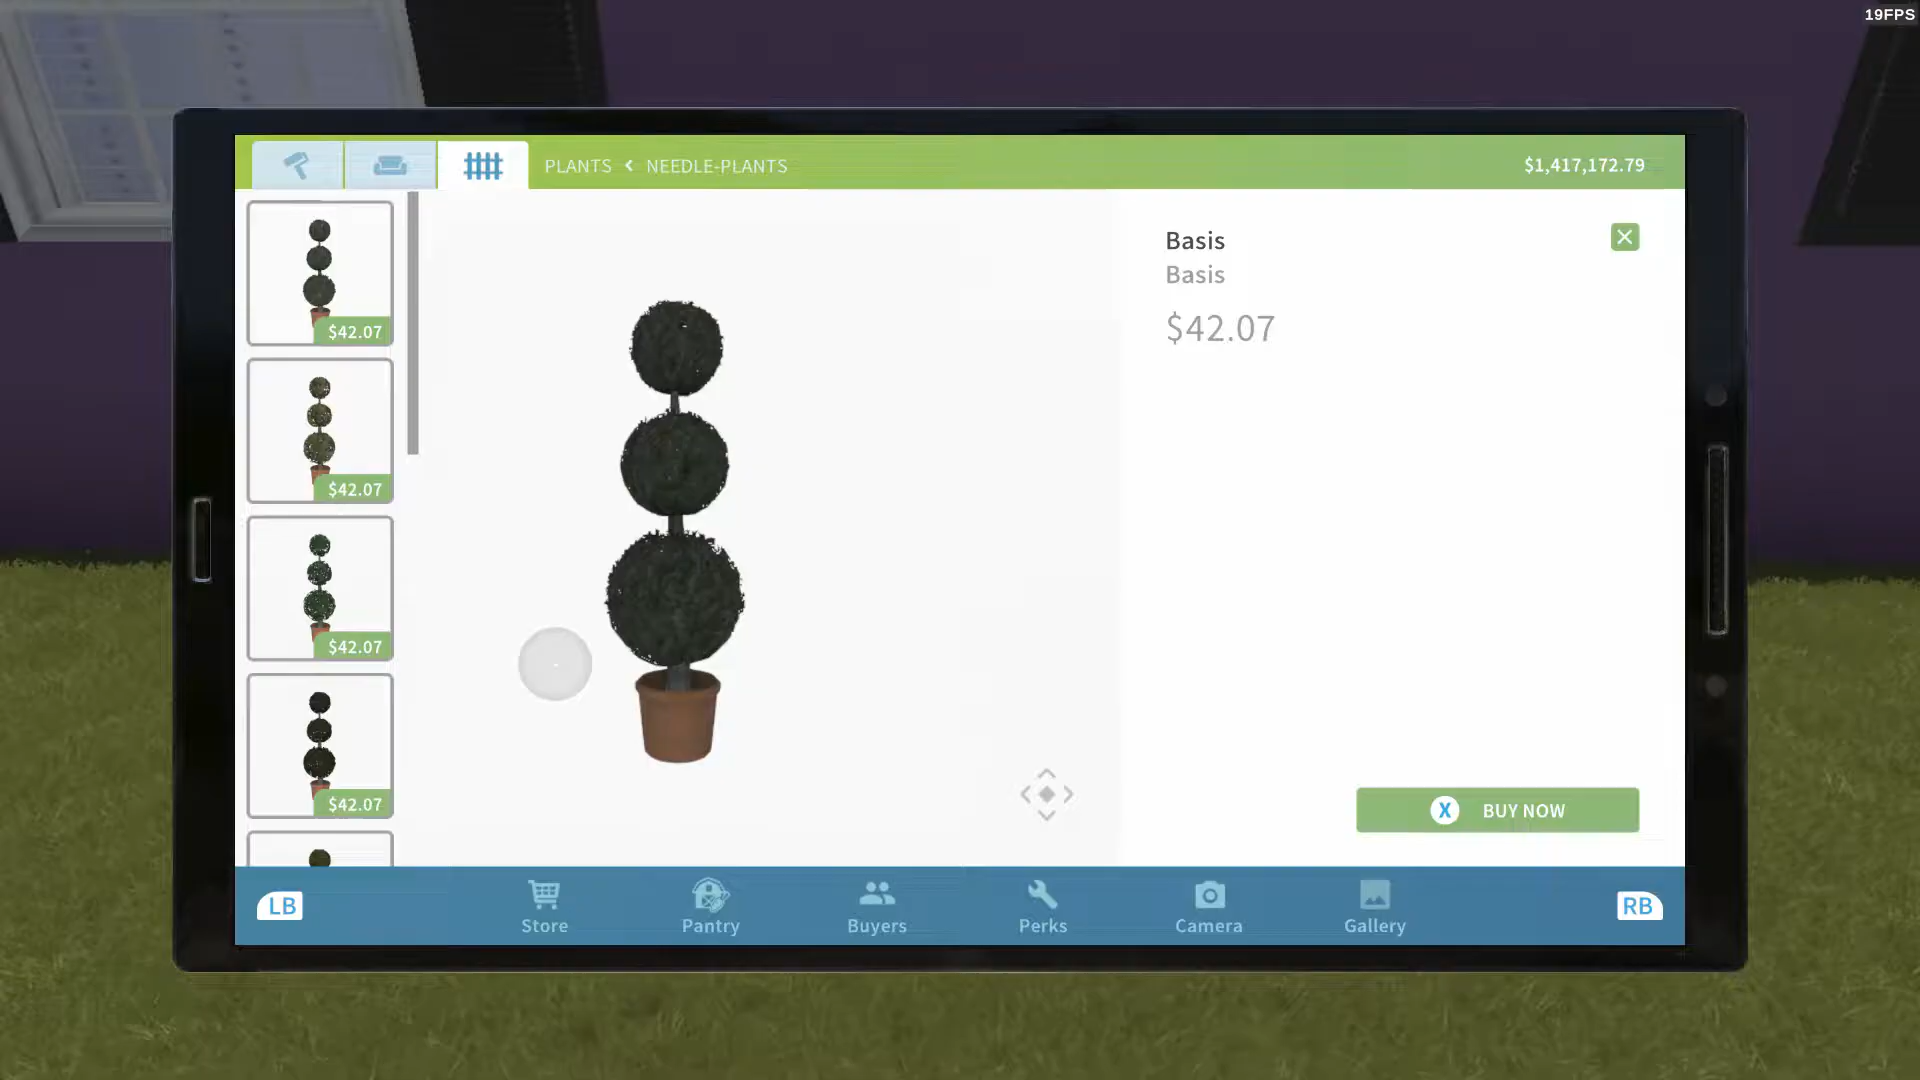 19FPS
PLANTS < NEEDLE-PLANTS
$1,417,172.79
$42.07
$42.07
$42.07
$42.07
Basis
Basis
$42.07
X BUY NOW
LB
Store
Pantry
Buyers
Perks
Camera
Gallery
RB